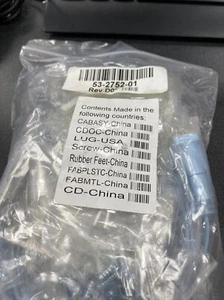 53-2752-01
Rev D0
Contents Made in the
following countries:
CABASY-China
CDOC-China
LUG-USA
Screw-China
Rubber Feet-China
FABPLSTC-China
FABMTL-China
CD-China